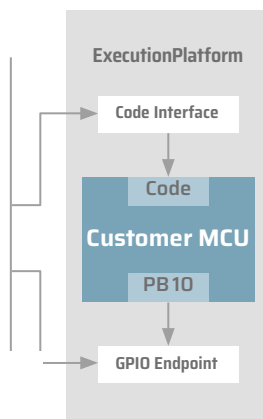 ExecutionPlatform
Code Interface
Code
Customer MCU
PB10
GPIO Endpoint